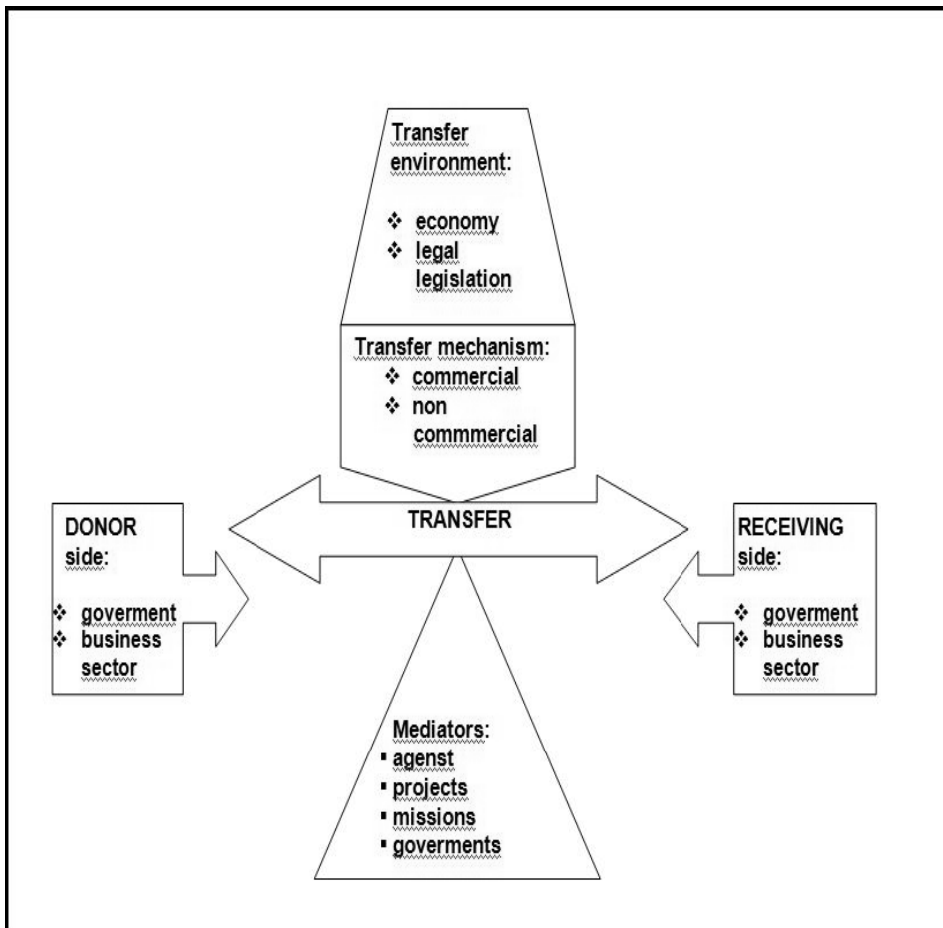 Transfer
environment:
❖ economy
❖ legal
legislation
Transfer mechanism:
❖ commercial
❖ non
commmercial
TRANSFER
DONOR
side:
❖ goverment
❖ business
sector
RECEIVING
side:
❖ goverment
❖ business
sector
Mediators:
▪ agenst
▪ projects
▪ missions
▪ goverments